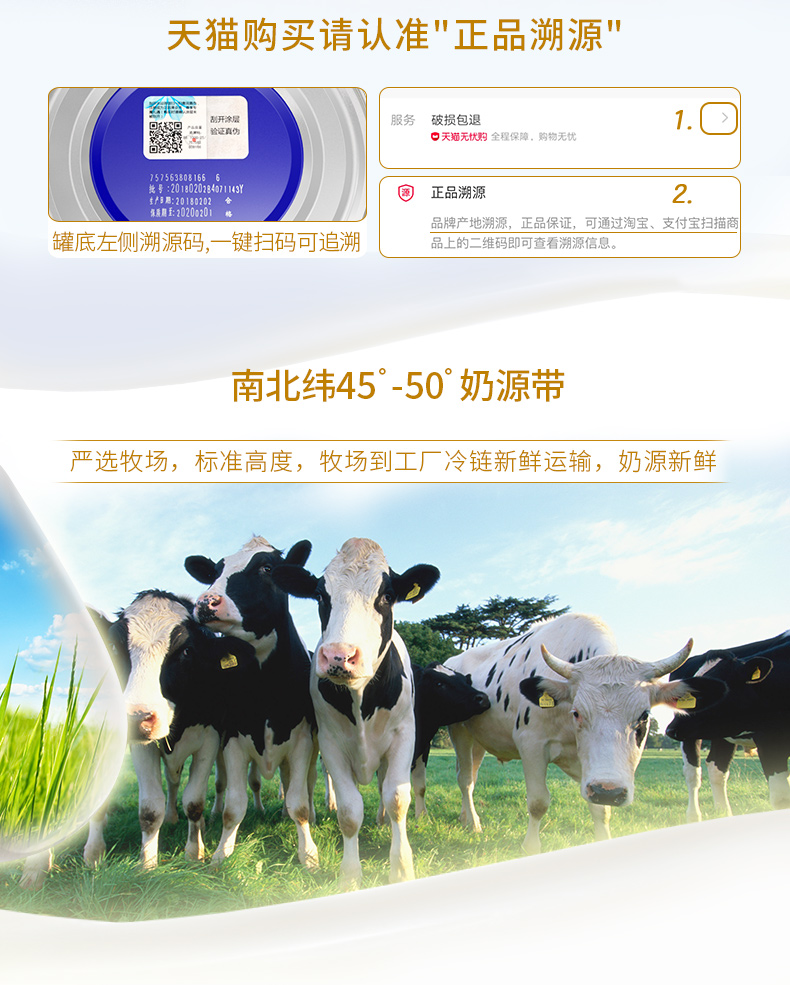 天猫购买请认准"正品溯源"
刮开涂层
验证真伪
757563808166 6
批号:2018020284071143Y
生产日期:20180202 合
保质期至:20200201 格
罐底左侧溯源码,一键扫码可追溯
服务 破损包退 1.
天猫无忧购 全程保障，购物无忧
源 正品溯源 2.
品牌产地溯源，正品保证，可通过淘宝、支付宝扫描商
品上的二维码即可查看溯源信息。
南北纬45°-50°奶源带
严选牧场，标准高度，牧场到工厂冷链新鲜运输，奶源新鲜